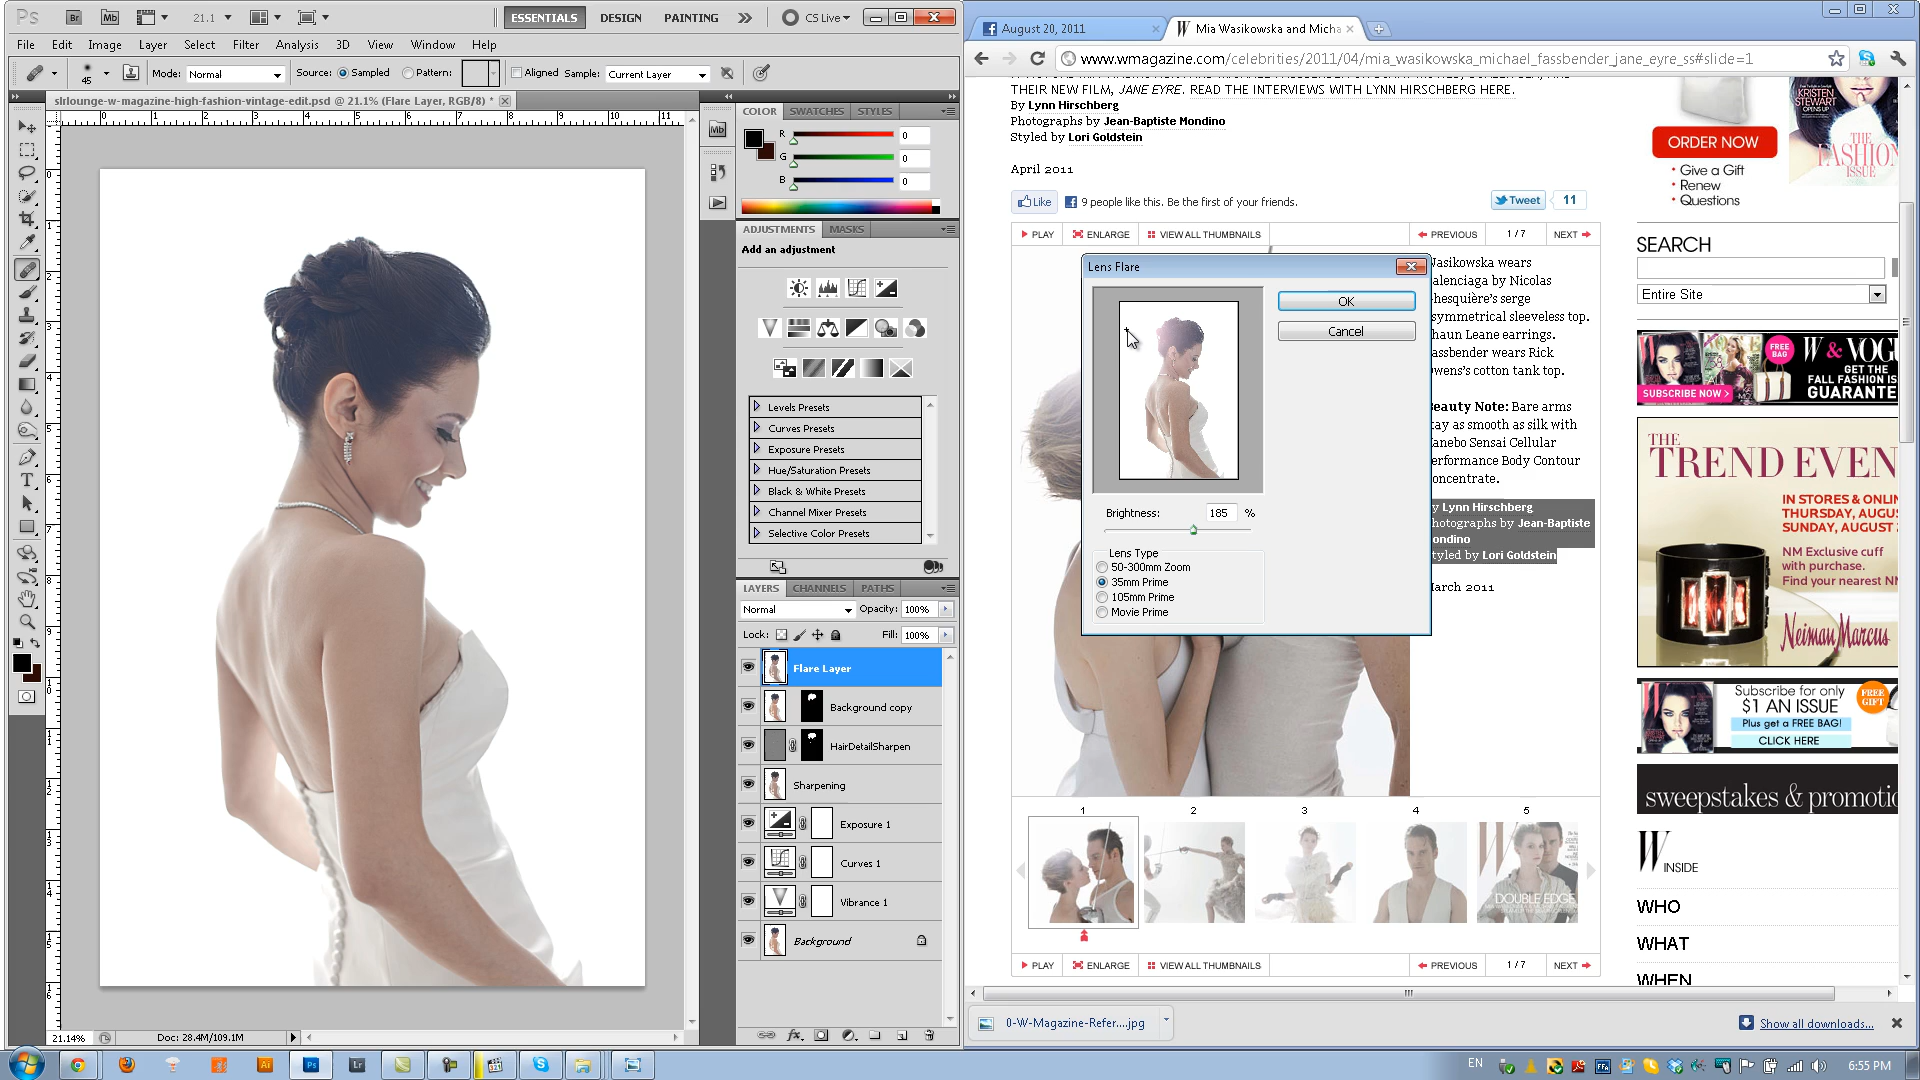 Ps
Br
Mb
21.1
ESSENTIALS
DESIGN
PAINTING
CS Live
File
Edit
Image
Layer
Select
Filter
Analysis
3D
View
Window
Help
45
Mode:
Normal
Source:
Sampled
Pattern:
Aligned
Sample:
Current Layer
slrlounge-w-magazine-high-fashion-vintage-edit.psd @ 21.1% (Flare Layer, RGB/8) *
COLOR
SWATCHES
STYLES
R
0
G
0
B
0
ADJUSTMENTS
MASKS
Add an adjustment
Levels Presets
Curves Presets
Exposure Presets
Hue/Saturation Presets
Black & White Presets
Channel Mixer Presets
Selective Color Presets
LAYERS
CHANNELS
PATHS
Normal
Opacity:
100%
Lock:
Fill:
100%
Flare Layer
Background copy
HairDetailSharpen
Sharpening
Exposure 1
Curves 1
Vibrance 1
Background
21.14%
Doc: 28.4M/109.1M
August 20, 2011
Mia Wasikowska and Micha
www.wmagazine.com/celebrities/2011/04/mia_wasikowska_michael_fassbender_jane_eyre_ss#slide=1
THEIR NEW FILM, JANE EYRE. READ THE INTERVIEWS WITH LYNN HIRSCHBERG HERE.
By Lynn Hirschberg
Photographs by Jean-Baptiste Mondino
Styled by Lori Goldstein
April 2011
Like
9 people like this. Be the first of your friends.
Tweet
11
PLAY
ENLARGE
VIEW ALL THUMBNAILS
PREVIOUS
1 / 7
NEXT
Lens Flare
OK
Cancel
Brightness:
185
%
Lens Type
50-300mm Zoom
35mm Prime
105mm Prime
Movie Prime
Wasikowska wears
alenciaga by Nicolas
hesquière's serge
symmetrical sleeveless top.
haun Leane earrings.
assbender wears Rick
wens's cotton tank top.
Beauty Note: Bare arms
tay as smooth as silk with
anebo Sensai Cellular
erformance Body Contour
oncentrate.
y Lynn Hirschberg
hotographs by Jean-Baptiste
ondino
tyled by Lori Goldstein
arch 2011
1
2
3
4
5
DOUBLE EDGE
PLAY
ENLARGE
VIEW ALL THUMBNAILS
PREVIOUS
1 / 7
NEXT
ORDER NOW
Give a Gift
Renew
Questions
KRISTEN
STEWART
OPENS UP
THE
FASHION
ISSUE
SEARCH
Entire Site
SUBSCRIBE NOW >
FREE
BAG
W & VOGU
GET THE
FALL FASHION IS
GUARANTE
THE
TREND EVEN
IN STORES & ONLIN
THURSDAY, AUGUS
SUNDAY, AUGUST
NM Exclusive cuff
with purchase.
Find your nearest NM
Neiman Marcus
Subscribe for only
$1 AN ISSUE
Plus get a FREE BAG!
CLICK HERE
FREE
GIFT
sweepstakes & promotio
W INSIDE
WHO
WHAT
WHEN
0-W-Magazine-Refer....jpg
Show all downloads...
EN
6:55 PM